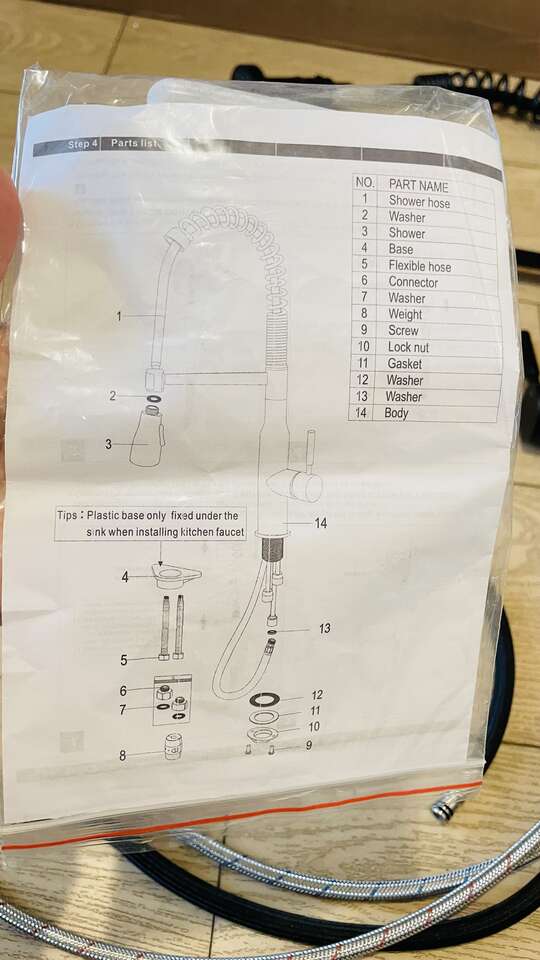 Step 4 Parts list
NO. PART NAME
1 Shower hose
2 Washer
3 Shower
4 Base
5 Flexible hose
6 Connector
7 Washer
8 Weight
9 Screw
10 Lock nut
11 Gasket
12 Washer
13 Washer
14 Body
1
2
3
Tips : Plastic base only fixed under the
sink when installing kitchen faucet
14
4
13
5
6
7
12
11
10
8
9